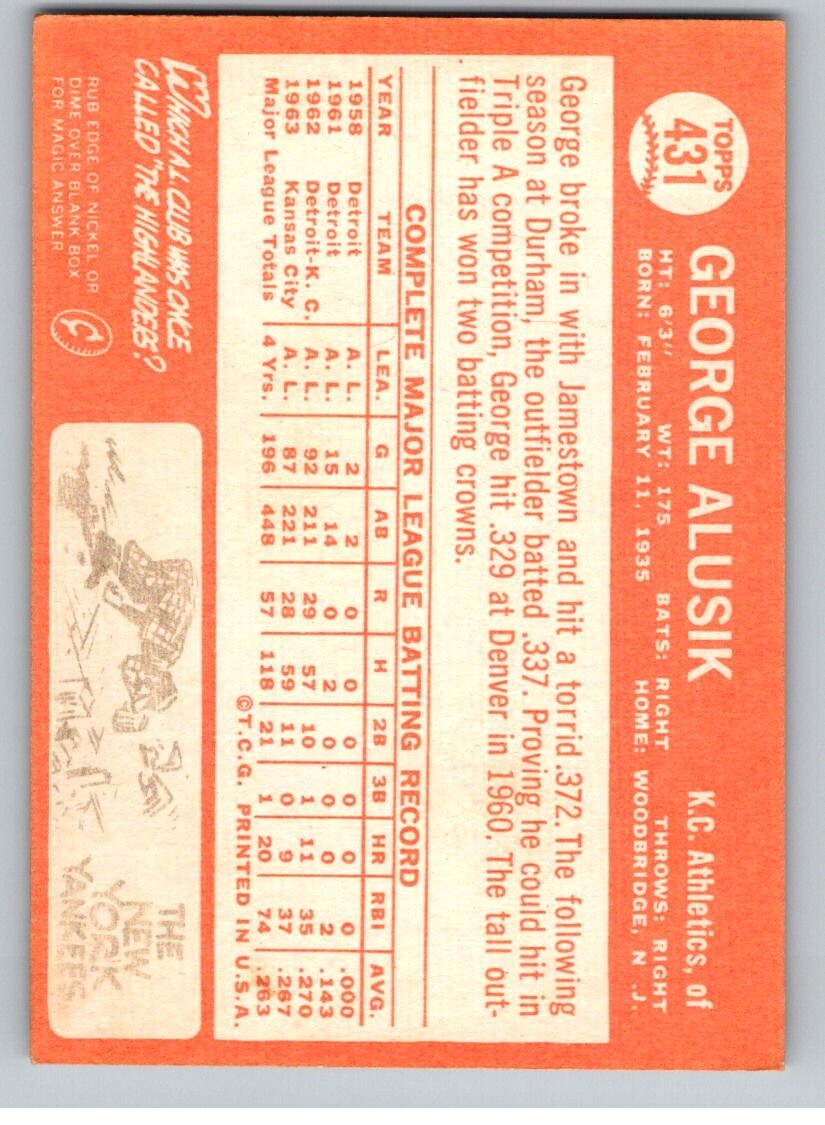 TOPPS
431
GEORGE ALUSIK
K.C. Athletics, of
HT: 6'3" WT: 175 BATS: RIGHT THROWS: RIGHT
BORN: FEBRUARY 11, 1935 HOME: WOODBRIDGE, N .J.
George broke in with Jamestown and hit a torrid .372. The following
season at Durham, the outfielder batted .337. Proving he could hit in
Triple A competition, George hit .329 at Denver in 1960. The tall out-
fielder has won two batting crowns.
COMPLETE MAJOR LEAGUE BATTING RECORD
YEAR TEAM LEA. G AB R H 2B 3B HR RBI AVG.
1958 Detroit A. L. 2 2 0 0 0 0 0 0 .000
1961 Detroit A. L. 15 14 0 2 0 0 0 2 .143
1962 Detroit-K. C. A. L. 92 211 29 57 10 1 11 35 .270
1963 Kansas City A. L. 87 221 28 59 11 0 9 37 .267
Major League Totals 4 Yrs. 196 448 57 118 21 1 20 74 .263
©T.C.G. PRINTED IN U.S.A.
WHICH A.L. CLUB WAS ONCE
CALLED "THE HIGHLANDERS?
RUB EDGE OF NICKEL OR
DIME OVER BLANK BOX
FOR MAGIC ANSWER
THE
NEW
YORK
YANKEES